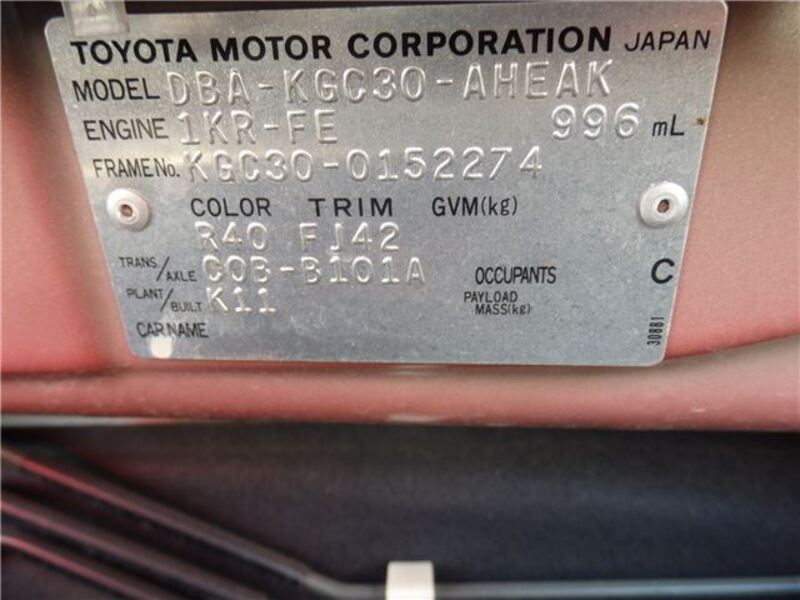 TOYOTA MOTOR CORPORATION JAPAN
MODEL DBA-KGC30-AHEAK
ENGINE 1KR-FE 996 mL
FRAME No. KGC30-0152274
COLOR TRIM GVM(kg)
R40 FJ42
TRANS./AXLE C0B-B101A OCCUPANTS C
PLANT/BUILT K11 PAYLOAD MASS(kg)
CAR NAME
30881